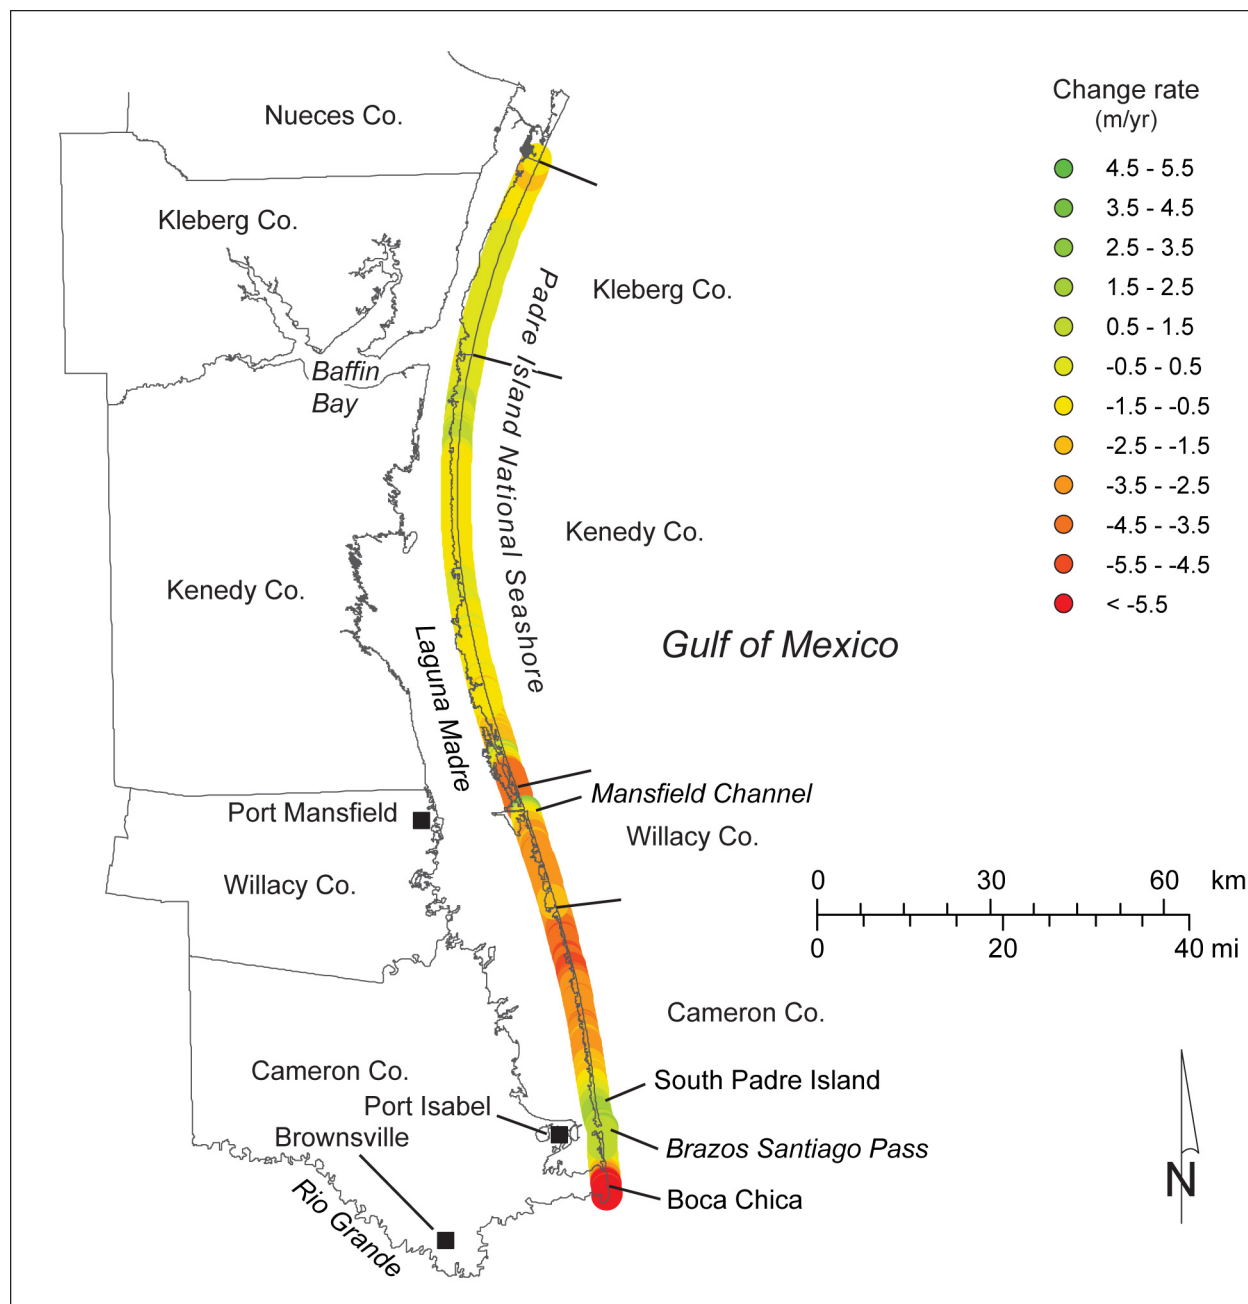 Nueces Co.
Kleberg Co.
Baffin
Bay
Kenedy Co.
Laguna Madre
Padre Island National Seashore
Kleberg Co.
Kenedy Co.
Gulf of Mexico
Mansfield Channel
Willacy Co.
Port Mansfield
Willacy Co.
Cameron Co.
South Padre Island
Brazos Santiago Pass
Boca Chica
Cameron Co.
Port Isabel
Brownsville
Rio Grande
Change rate
(m/yr)
4.5 - 5.5
3.5 - 4.5
2.5 - 3.5
1.5 - 2.5
0.5 - 1.5
-0.5 - 0.5
-1.5 - -0.5
-2.5 - -1.5
-3.5 - -2.5
-4.5 - -3.5
-5.5 - -4.5
< -5.5
0 30 60 km
0 20 40 mi
N